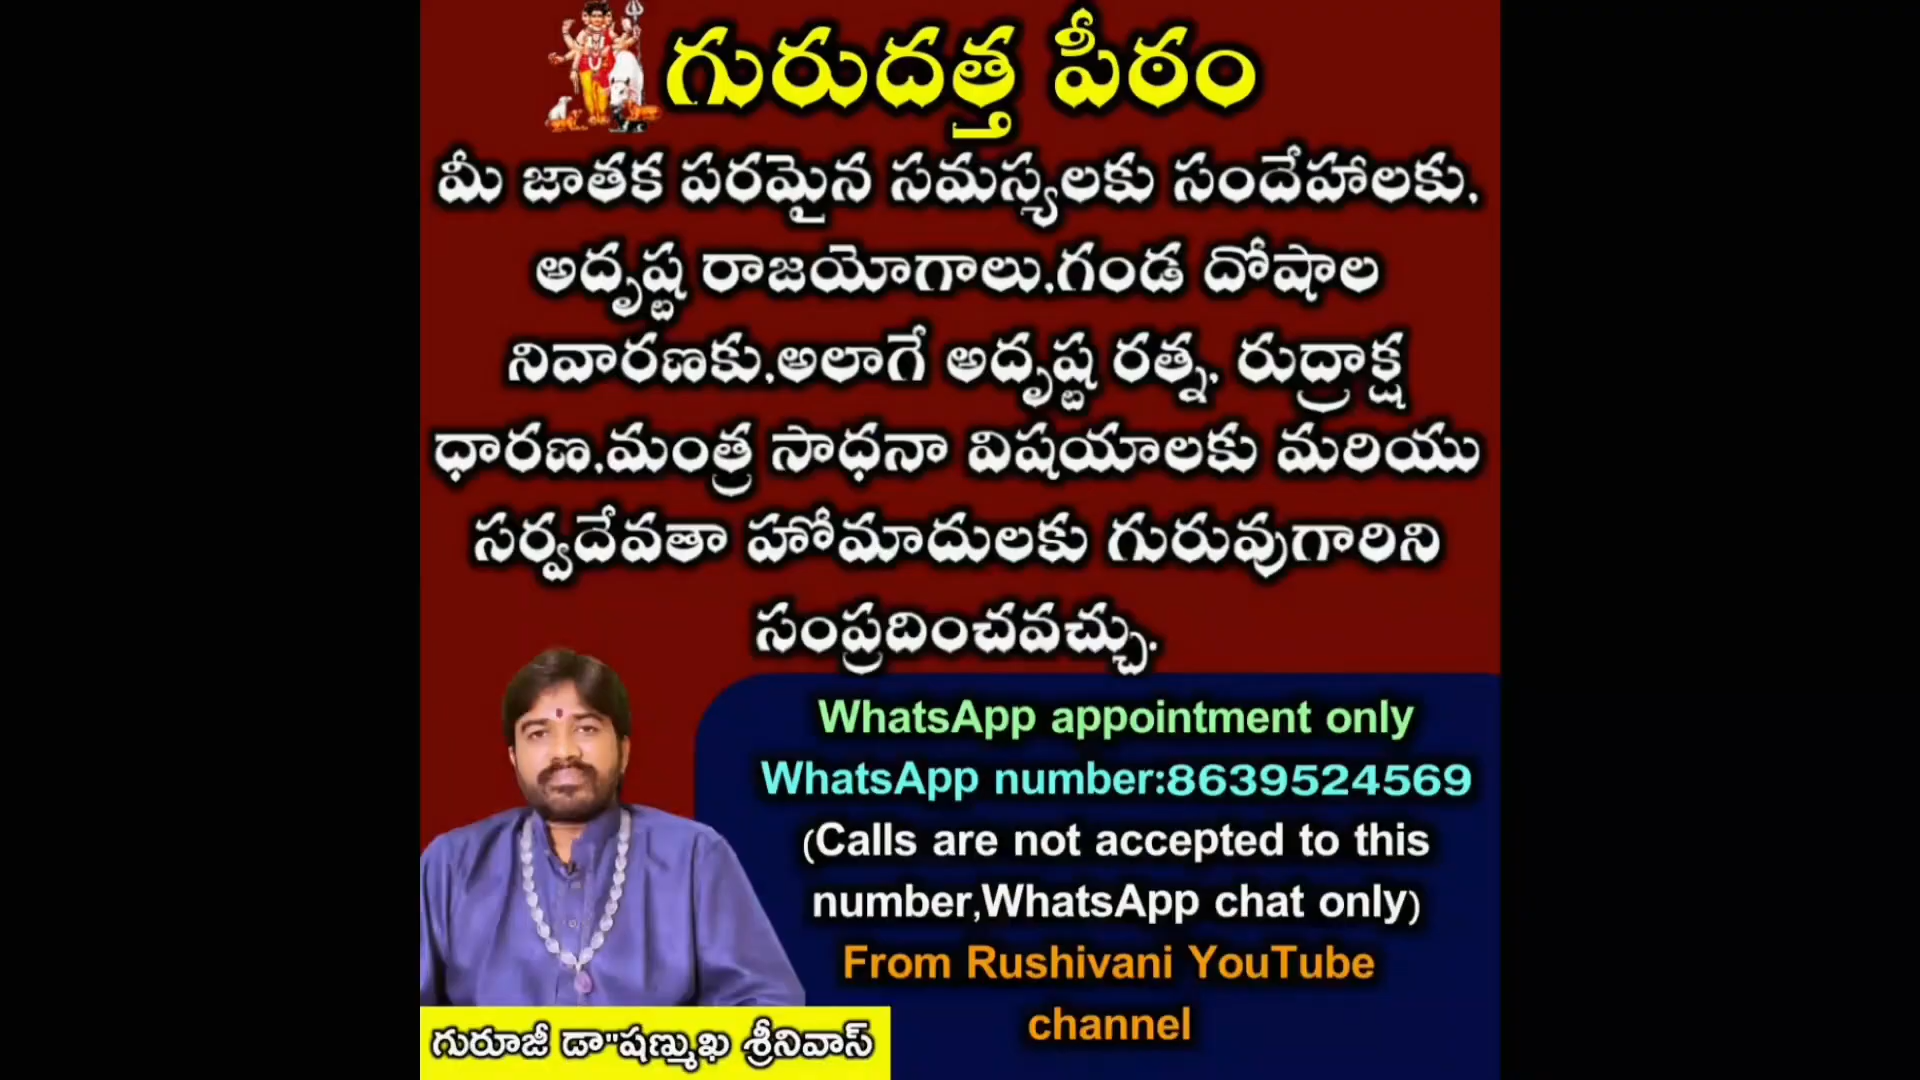 గురుదత్త పీఠం
మీ జాతక పరమైన సమస్యలకు సందేహాలకు,
అదృష్ట రాజయోగాలు,గండ దోషాల
నివారణకు,అలాగే అదృష్ట రత్న, రుద్రాక్ష
ధారణ,మంత్ర సాధనా విషయాలకు మరియు
సర్వదేవతా హోమాదులకు గురువుగారిని
సంప్రదించవచ్చు.
WhatsApp appointment only
WhatsApp number:8639524569
(Calls are not accepted to this
number,WhatsApp chat only)
From Rushivani YouTube
channel
గురూజీ డా"షణ్ముఖ శ్రీనివాస్